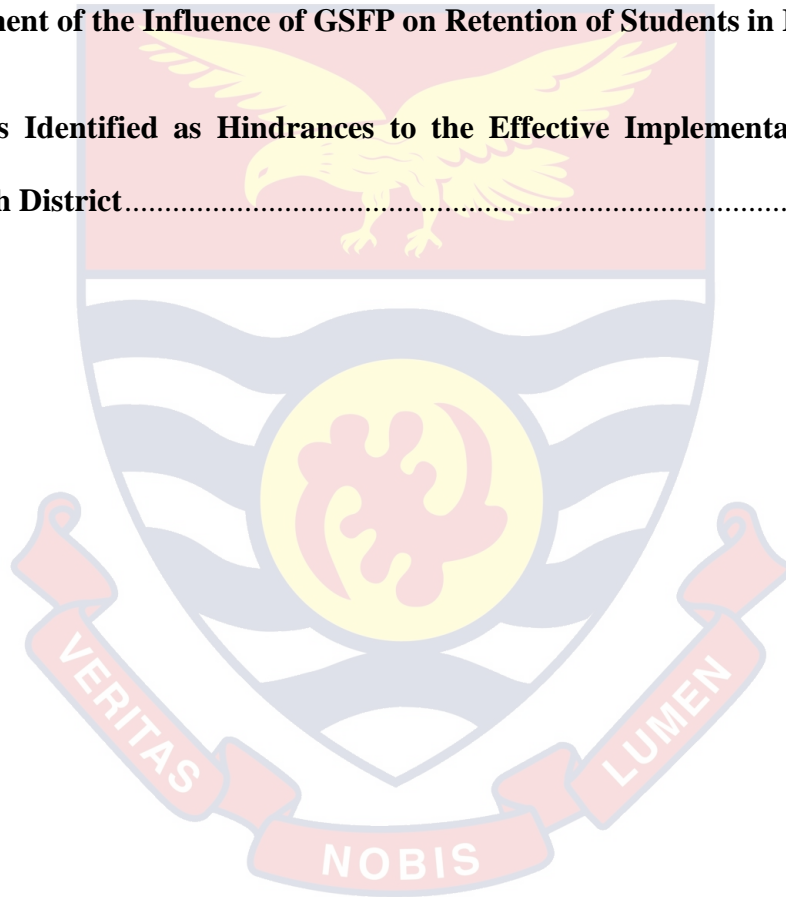 ment of the Influence of GSFP on Retention of Students in
s Identified as Hindrances to the Effective Implementa
h District........................................................................
VERITAS
NOBIS
LUMEN